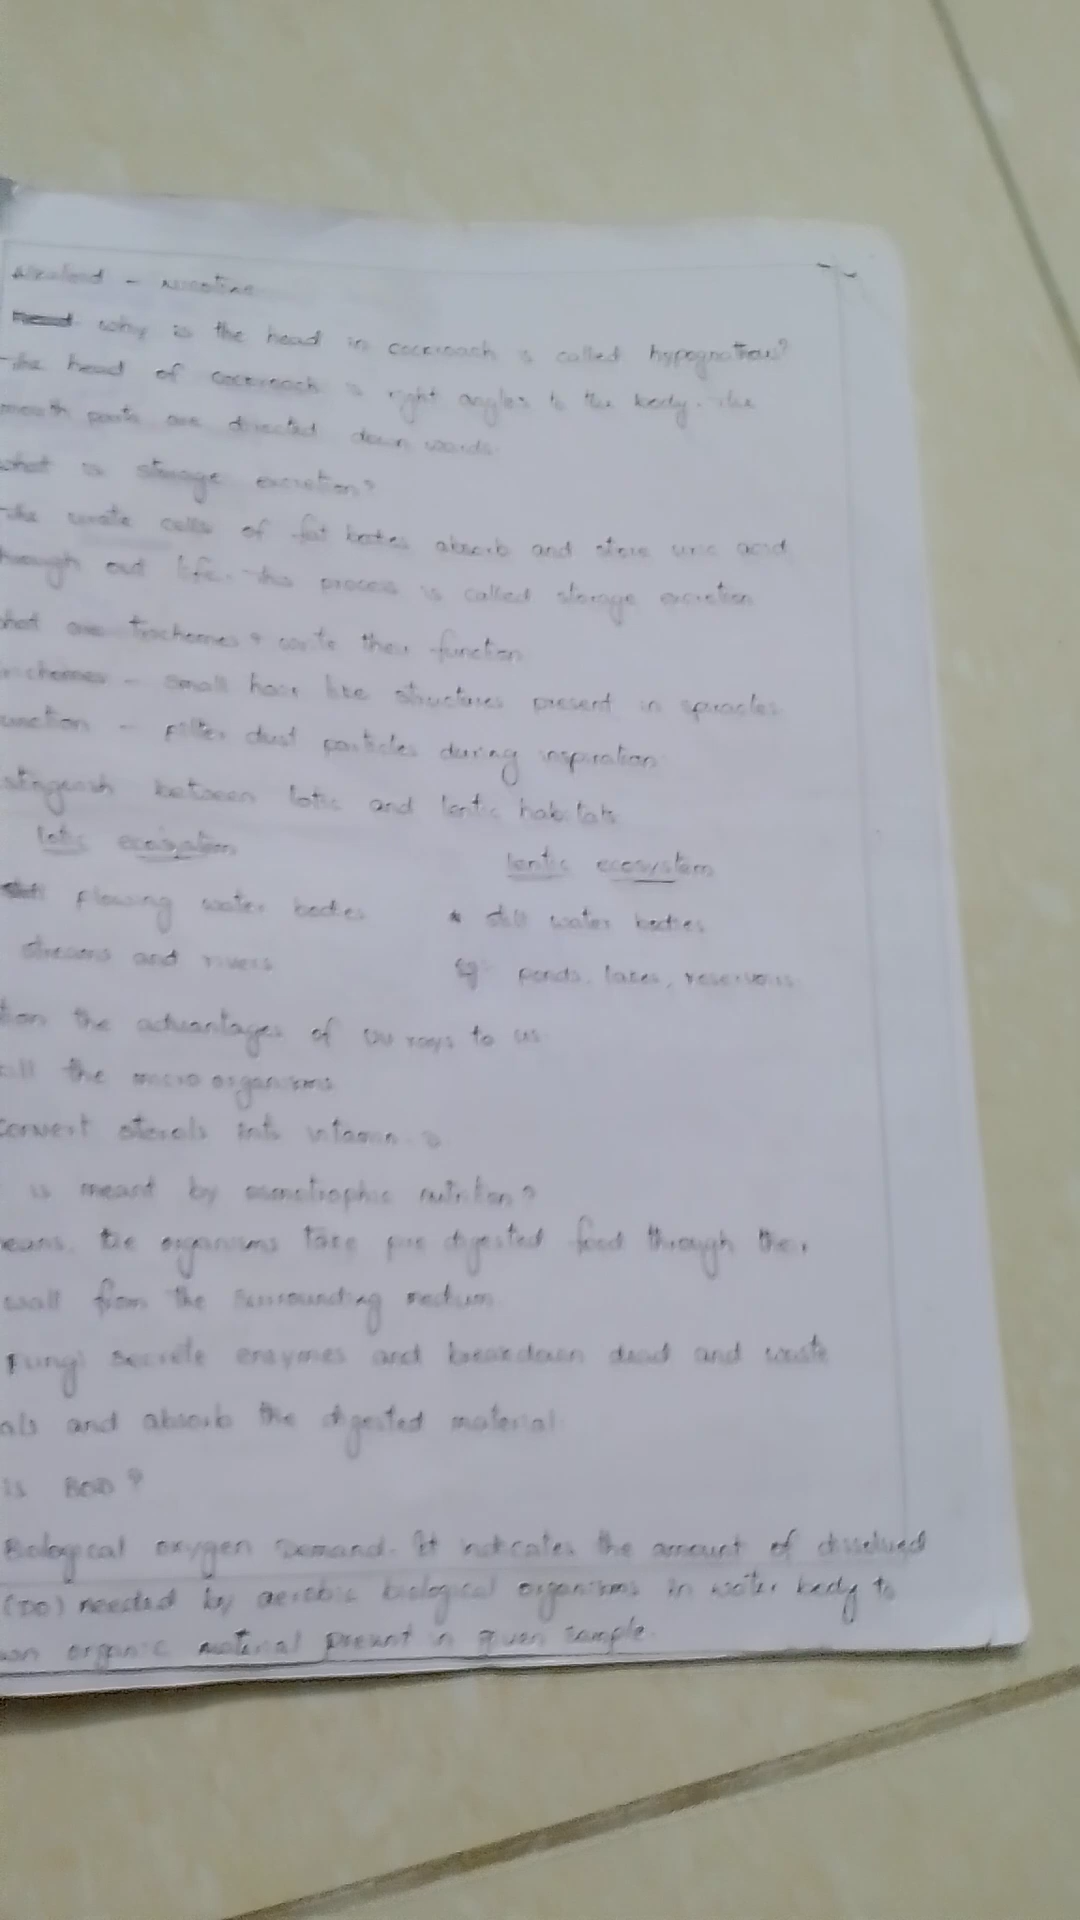 Alkaloid - Nicotine
why is the head in cockroach is called hypognathous?
The head of cockroach is right angles to the body. The
mouth parts are directed down wards
what is storage excretion?
The urate cells of fat bodies absorb and store uric acid
through out life. This process is called storage excretion
what are trichomes & write their function
trichomes - small hair like structures present in spiracles
unction - filter dust particles during inspiration
stinguish between lotic and lentic habitats
lotic ecosystem
lentic ecosystem
flowing water bodies * still water bodies
streams and rivers Eg: ponds, lakes, reservoirs
tion the advantages of UV rays to us
ill the micro organisms
convert sterols into vitamin-D
is meant by osmotrophic nutrition?
eans, the organisms take pre digested food through their
wall from the surrounding medium
Fungi secrete enzymes and breakdown dead and waste
als and absorb the digested material
is BOD?
Biological oxygen Demand. It indicates the amount of dissolved
(DO) needed by aerobic biological organisms in water body to
wn organic material present in given sample.